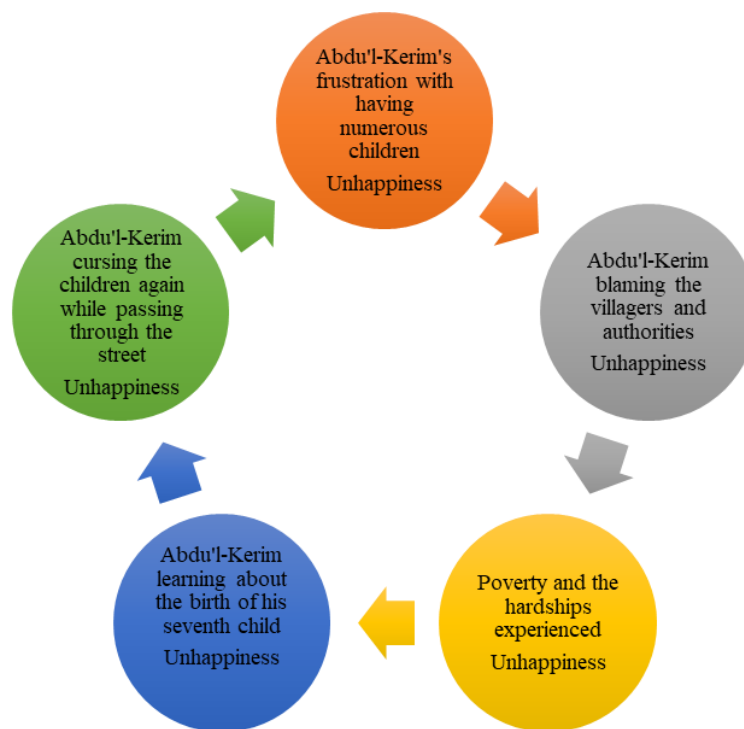 Abdu'l-Kerim's
frustration with
having
numerous
children
Unhappiness
Abdu'l-Kerim
blaming the
villagers and
authorities
Unhappiness
Poverty and the
hardships
experienced
Unhappiness
Abdu'l-Kerim
learning about
the birth of his
seventh child
Unhappiness
Abdu'l-Kerim
cursing the
children again
while passing
through the
street
Unhappiness